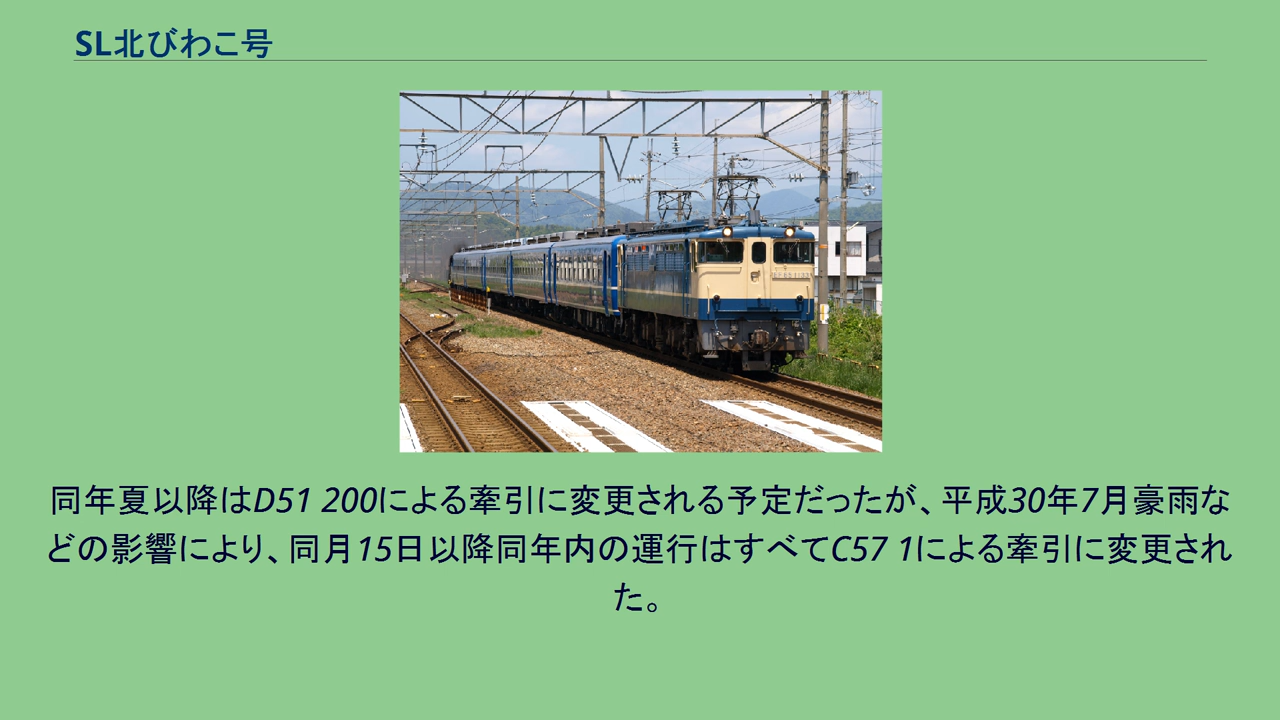 SL北びわこ号
同年夏以降はD51 200による牽引に変更される予定だったが、平成30年7月豪雨な
どの影響により、同月15日以降同年内の運行はすべてC57 1による牽引に変更され
た。